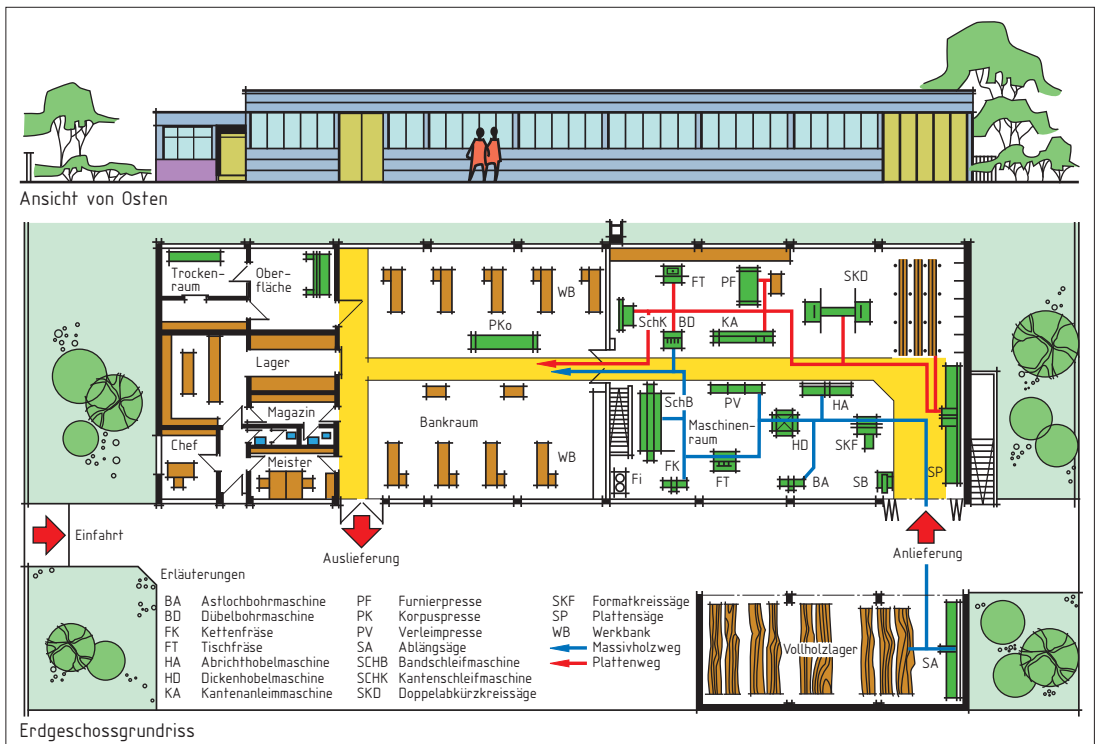 Ansicht von Osten
Trocken-
raum
Ober-
fläche
WB
PKo
FT
PF
SKD
SchK
BD
KA
Lager
Magazin
Chef
Meister
Bankraum
WB
SchB
PV
HA
Maschinen-
raum
HD
SKF
FK
FT
BA
SB
SP
Fi
Einfahrt
Auslieferung
Anlieferung
Erläuterungen
BA Astlochbohrmaschine
BD Dübelbohrmaschine
FK Kettenfräse
FT Tischfräse
HA Abrichthobelmaschine
HD Dickenhobelmaschine
KA Kantenanleimmaschine
PF Furnierpresse
PK Korpuspresse
PV Verleimpresse
SA Ablängsäge
SCHB Bandschleifmaschine
SCHK Kantenschleifmaschine
SKD Doppelabkürzkreissäge
SKF Formatkreissäge
SP Plattensäge
WB Werkbank
Massivholzweg
Plattenweg
Vollholzlager
SA
Erdgeschossgrundriss